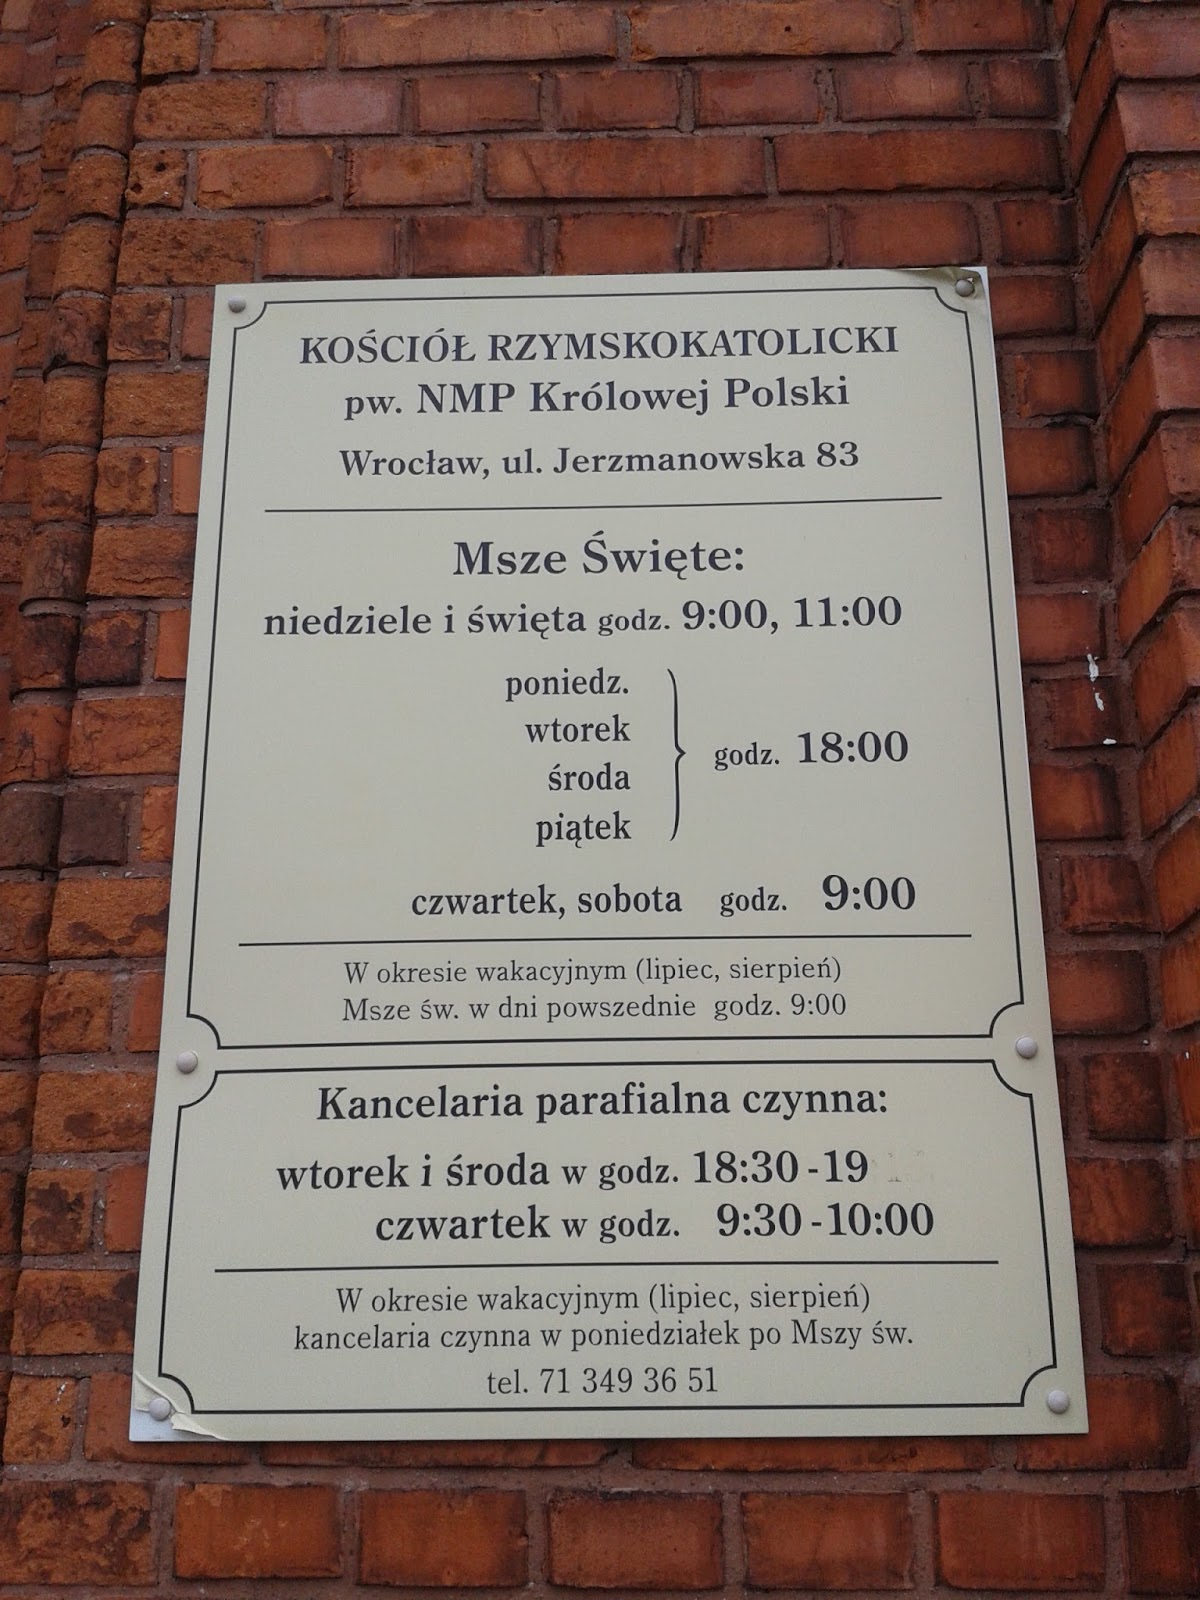 KOŚCIÓŁ RZYMSKOKATOLICKI
pw. NMP Królowej Polski
Wrocław, ul. Jerzmanowska 83
Msze Święte:
niedziele i święta godz. 9:00, 11:00
poniedz.
wtorek
środa
piątek
godz. 18:00
czwartek, sobota godz. 9:00
W okresie wakacyjnym (lipiec, sierpień)
Msze św. w dni powszednie godz. 9:00
Kancelaria parafialna czynna:
wtorek i środa w godz. 18:30 -19
czwartek w godz. 9:30 -10:00
W okresie wakacyjnym (lipiec, sierpień)
kancelaria czynna w poniedziałek po Mszy św.
tel. 71 349 36 51